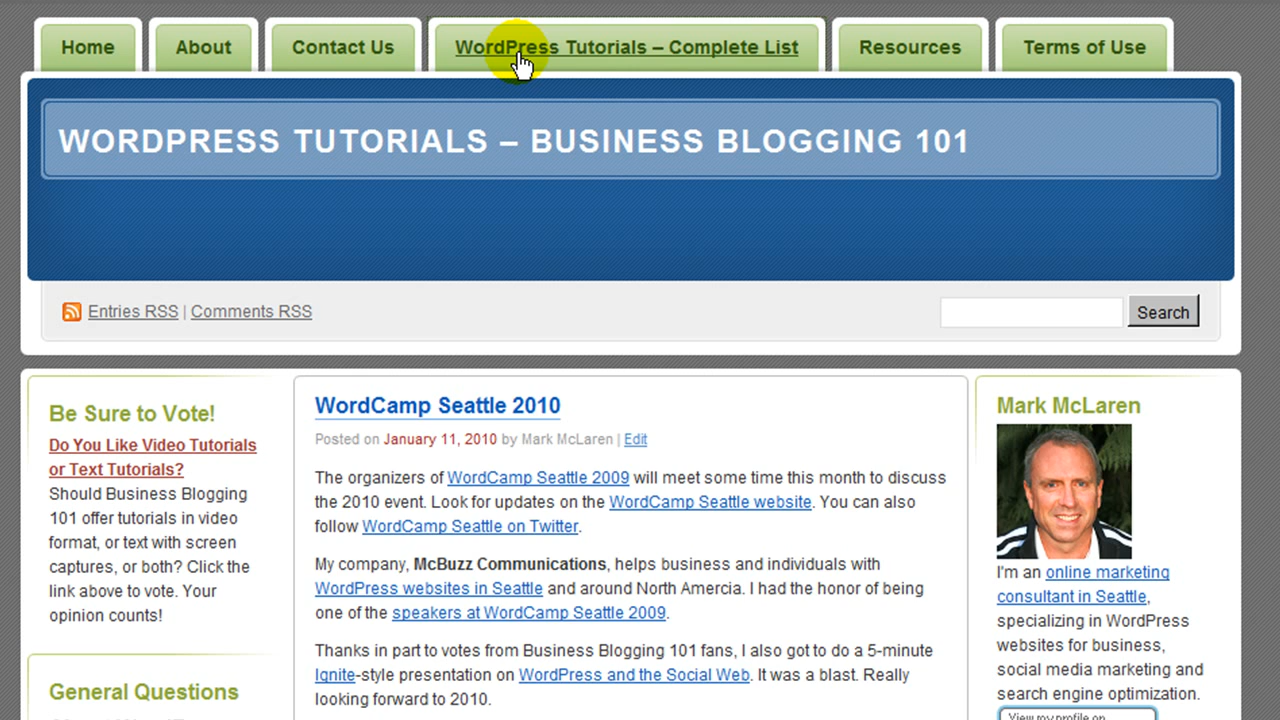 Home
About
Contact Us
WordPress Tutorials – Complete List
Resources
Terms of Use
WORDPRESS TUTORIALS – BUSINESS BLOGGING 101
Entries RSS | Comments RSS
Search
Be Sure to Vote!
Do You Like Video Tutorials
or Text Tutorials?
Should Business Blogging
101 offer tutorials in video
format, or text with screen
captures, or both? Click the
link above to vote. Your
opinion counts!
General Questions
WordCamp Seattle 2010
Posted on January 11, 2010 by Mark McLaren | Edit
The organizers of WordCamp Seattle 2009 will meet some time this month to discuss
the 2010 event. Look for updates on the WordCamp Seattle website. You can also
follow WordCamp Seattle on Twitter.
My company, McBuzz Communications, helps business and individuals with
WordPress websites in Seattle and around North Amercia. I had the honor of being
one of the speakers at WordCamp Seattle 2009.
Thanks in part to votes from Business Blogging 101 fans, I also got to do a 5-minute
Ignite-style presentation on WordPress and the Social Web. It was a blast. Really
looking forward to 2010.
Mark McLaren
I'm an online marketing
consultant in Seattle,
specializing in WordPress
websites for business,
social media marketing and
search engine optimization.
View my profile on